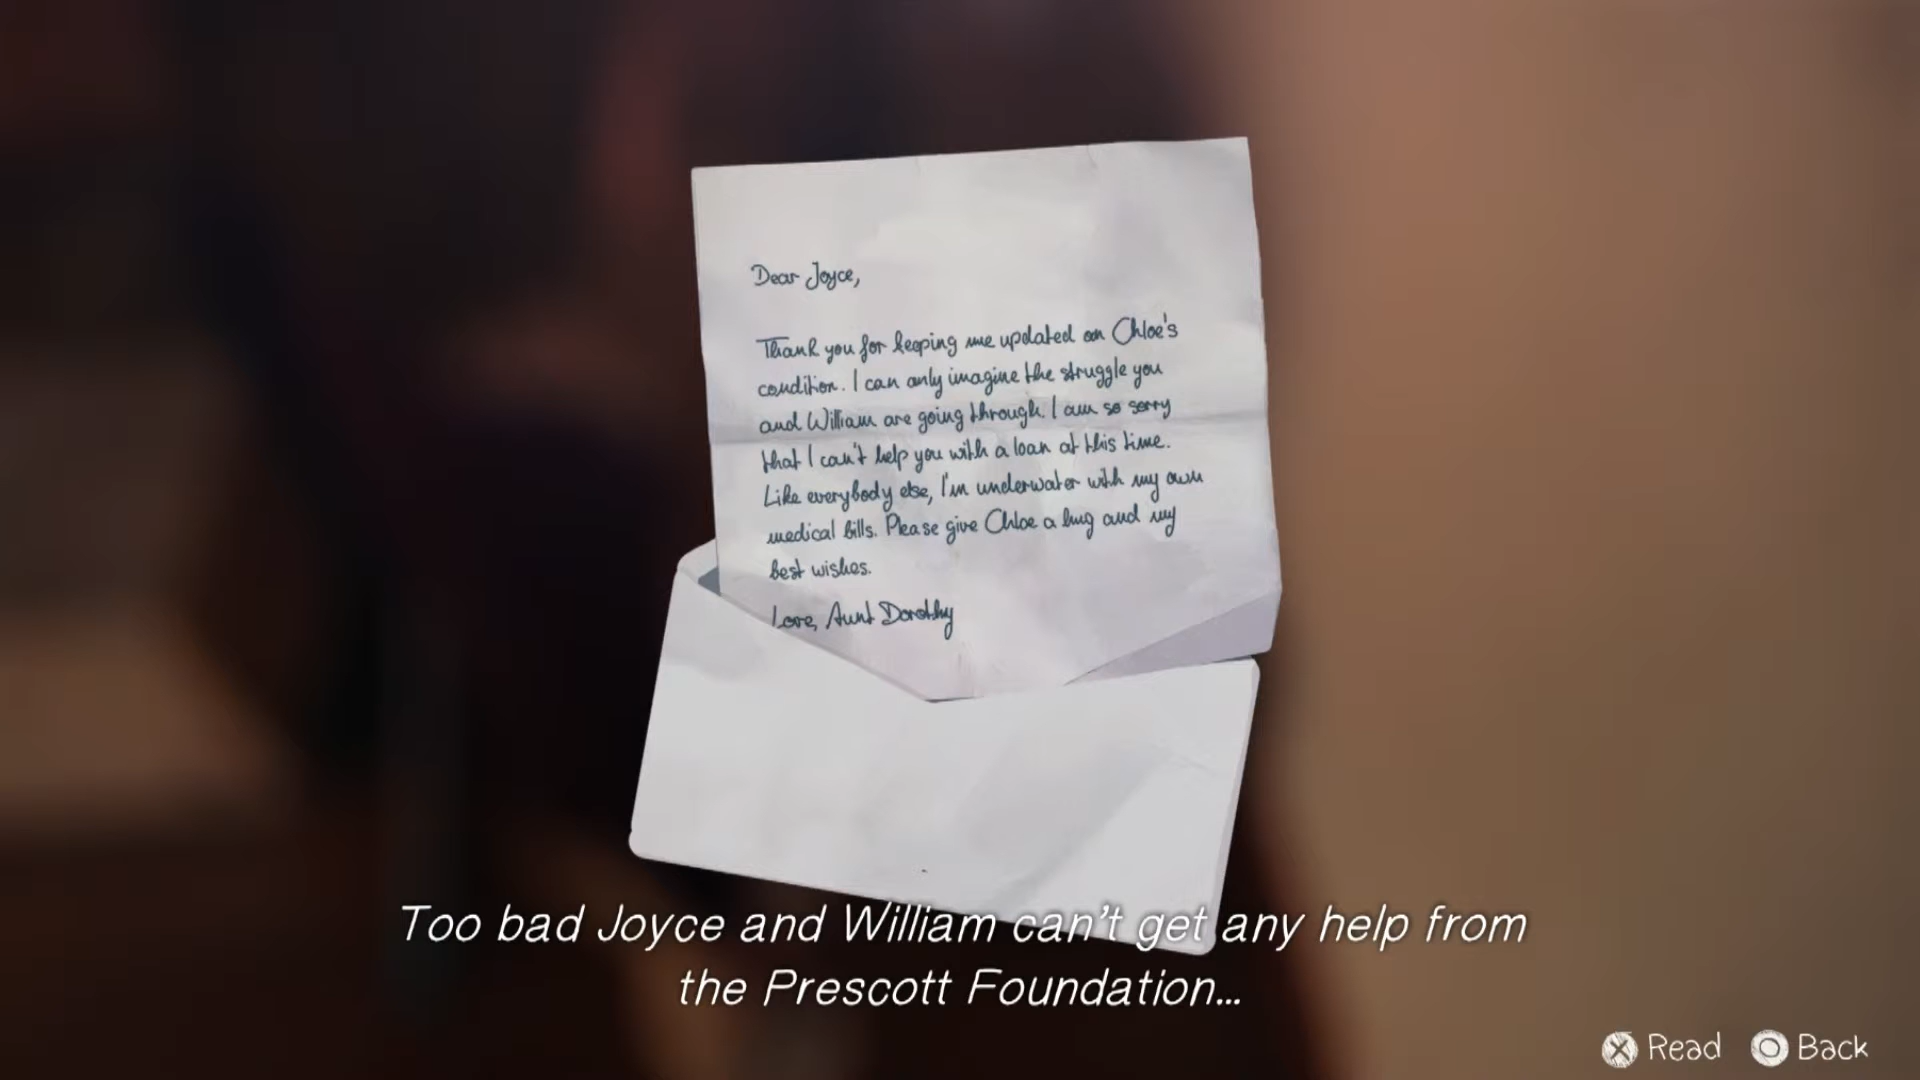 Dear Joyce,
Thank you for keeping me updated on Chloe's
condition. I can only imagine the struggle you
and William are going through. I am so sorry
that I can't help you with a loan at this time.
Like everybody else, I'm underwater with my own
medical bills. Please give Chloe a hug and my
best wishes.
Love, Aunt Dorothy
Too bad Joyce and William can't get any help from
the Prescott Foundation...
Read Back